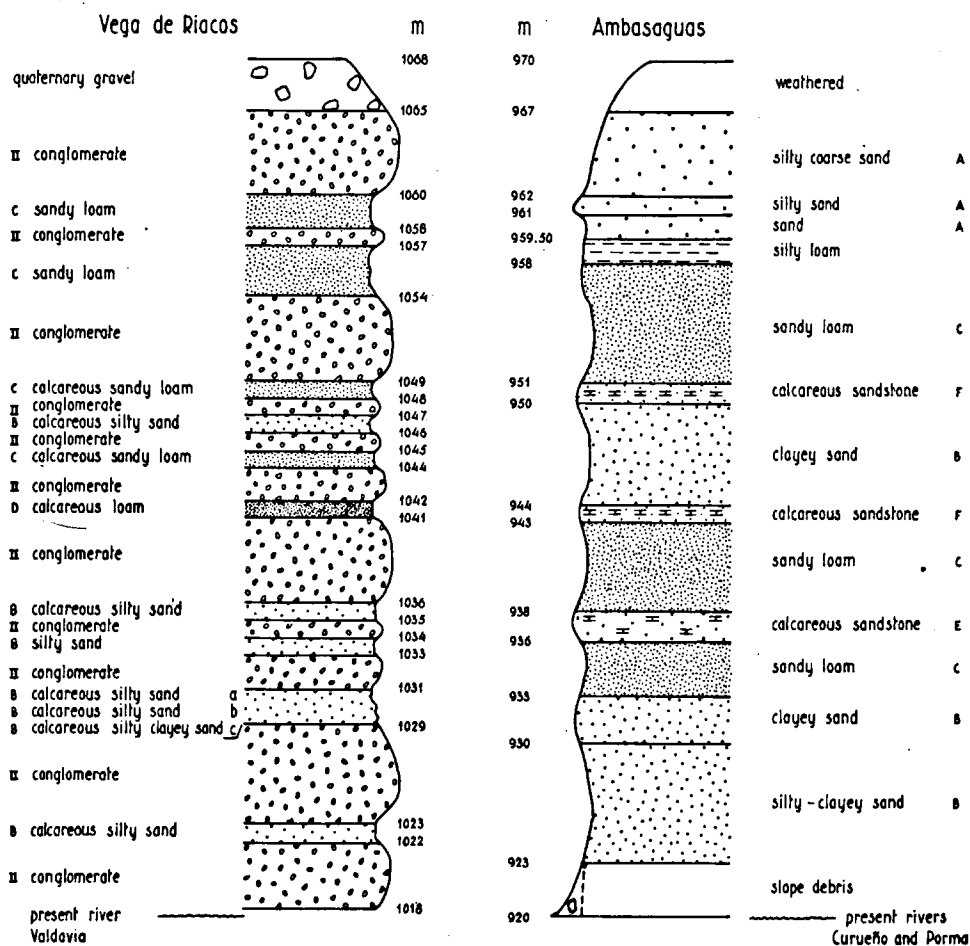 Vega de Riacos m
quaternary gravel
II conglomerate
C sandy loam
II conglomerate
C sandy loam
II conglomerate
C calcareous sandy loam
II conglomerate
B calcareous silty sand
II conglomerate
C calcareous sandy loam
II conglomerate
D calcareous loam
II conglomerate
B calcareous silty sand
II conglomerate
B silty sand
II conglomerate
B calcareous silty sand a
B calcareous silty sand b
B calcareous silty clayey sand c
II conglomerate
B calcareous silty sand
II conglomerate
present river
Valdavia
1068
1065
1060
1058
1057
1054
1049
1048
1047
1046
1045
1044
1042
1041
1036
1035
1034
1033
1031
1029
1023
1022
1018
m Ambasaguas
970
967
962
961
959.50
958
951
950
944
943
938
936
933
930
923
920
weathered
silty coarse sand A
silty sand A
sand A
silty loam
sandy loam C
calcareous sandstone F
clayey sand B
calcareous sandstone F
sandy loam C
calcareous sandstone E
sandy loam C
clayey sand B
silty-clayey sand B
slope debris
present rivers
Curueño and Porma